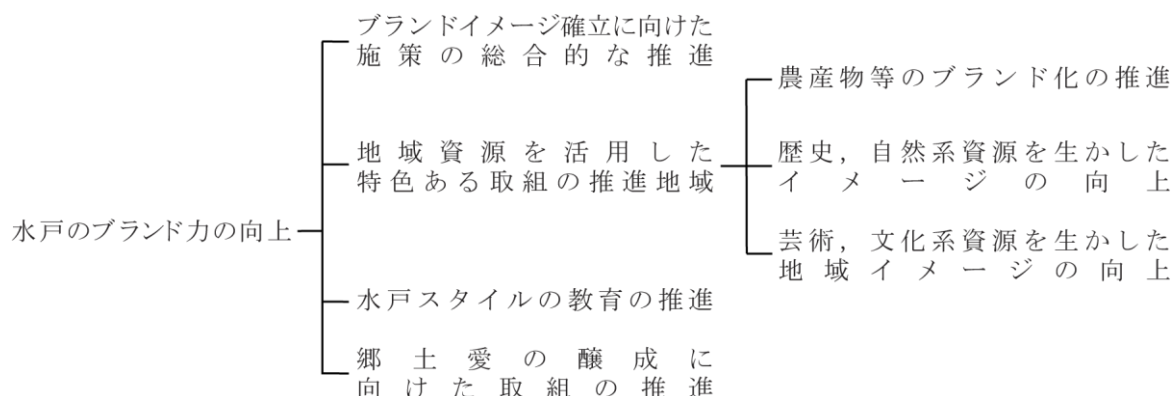 水戸のブランド力の向上
ブランドイメージ確立に向けた
施策の総合的な推進
地域資源を活用した
特色ある取組の推進地域
農産物等のブランド化の推進
歴史，自然系資源を生かした
イメージの向上
芸術，文化系資源を生かした
地域イメージの向上
水戸スタイルの教育の推進
郷土愛の醸成に
向けた取組の推進